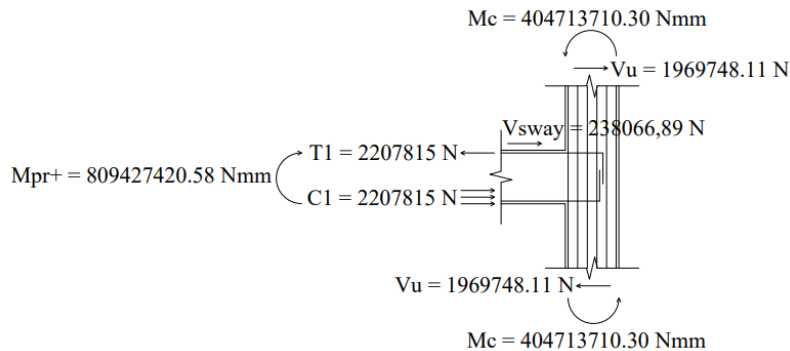 Mc = 404713710.30 Nmm
Vu = 1969748.11 N
Vsway = 238066,89 N
T1 = 2207815 N
Mpr+ = 809427420.58 Nmm
C1 = 2207815 N
Vu = 1969748.11 N
Mc = 404713710.30 Nmm